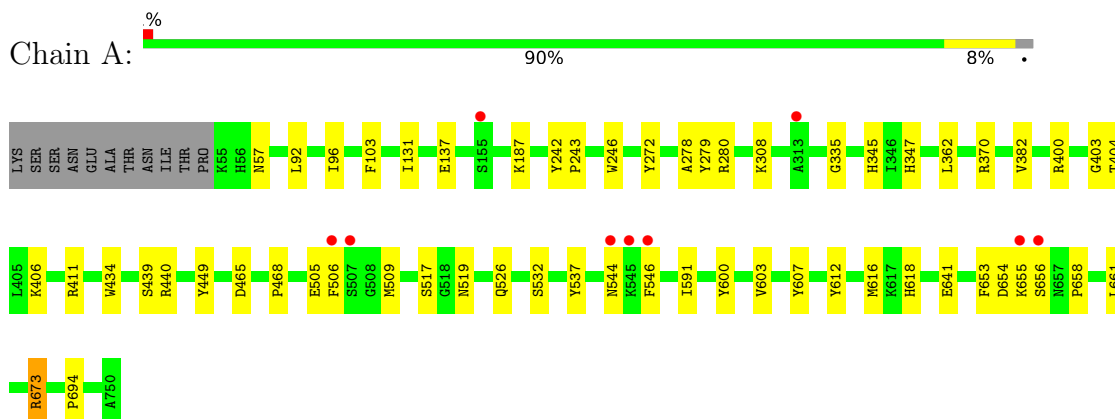 %
Chain A:
90% 8%
LYS SER SER ASN GLU ALA THR ASN ILE THR PRO K55 H56 N57 L92 I96 F103 I131 E137 S155 K187 Y242 P243 W246 Y272 A278 Y279 R280 K308 A313 G335 H345 I346 H347 L362 R370 V382 R400 G403 T404
L405 K406 R411 W434 S439 R440 Y449 D465 P468 E505 F506 S507 G508 M509 S517 G518 N519 Q526 S532 Y537 N544 K545 F546 I591 Y600 V603 Y607 Y612 M616 K617 H618 E641 F653 D654 K655 S656 N657 P658 L661
R673 P694 A750